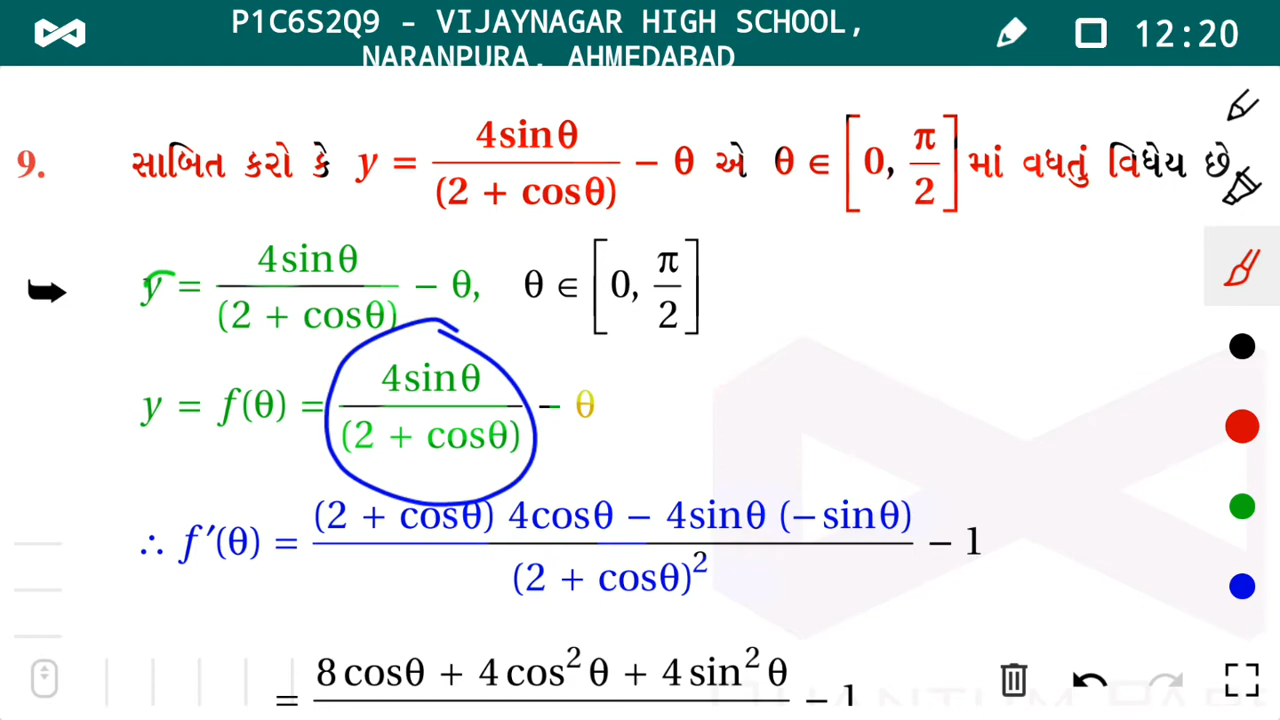 P1C6S2Q9 - VIJAYNAGAR HIGH SCHOOL,
NARANPURA, AHMEDABAD
12:20
9. સાબિત કરો કે y = 4sinθ/(2 + cosθ) − θ એ θ ∈ [0, π/2] માં વધતું વિધેય છે
➥ y = 4sinθ/(2 + cosθ) − θ, θ ∈ [0, π/2]
y = f(θ) = 4sinθ/(2 + cosθ) − θ
∴ f′(θ) = (2 + cosθ) 4cosθ − 4sinθ (−sinθ)/(2 + cosθ)² − 1
= 8cosθ + 4cos²θ + 4sin²θ − 1